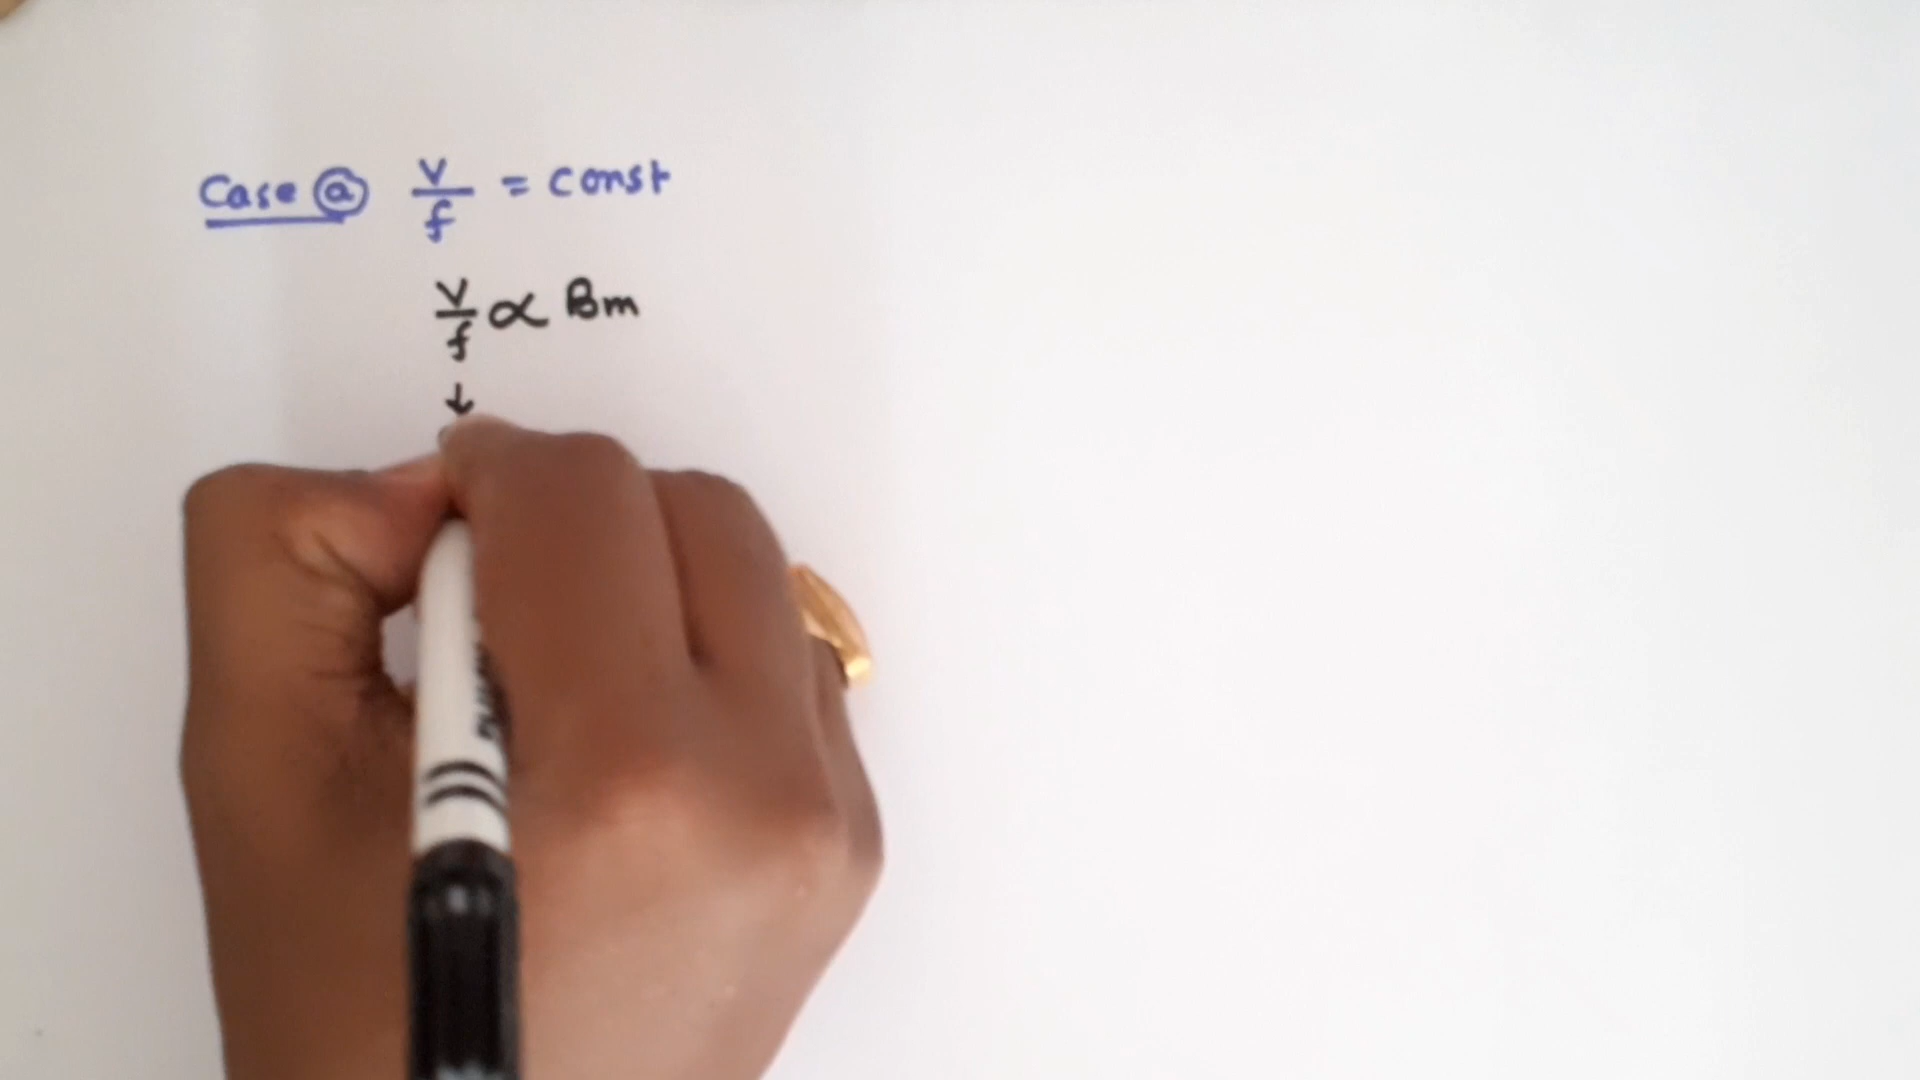 Case ⓐ V/f = const
V/f ∝ Bm
↓